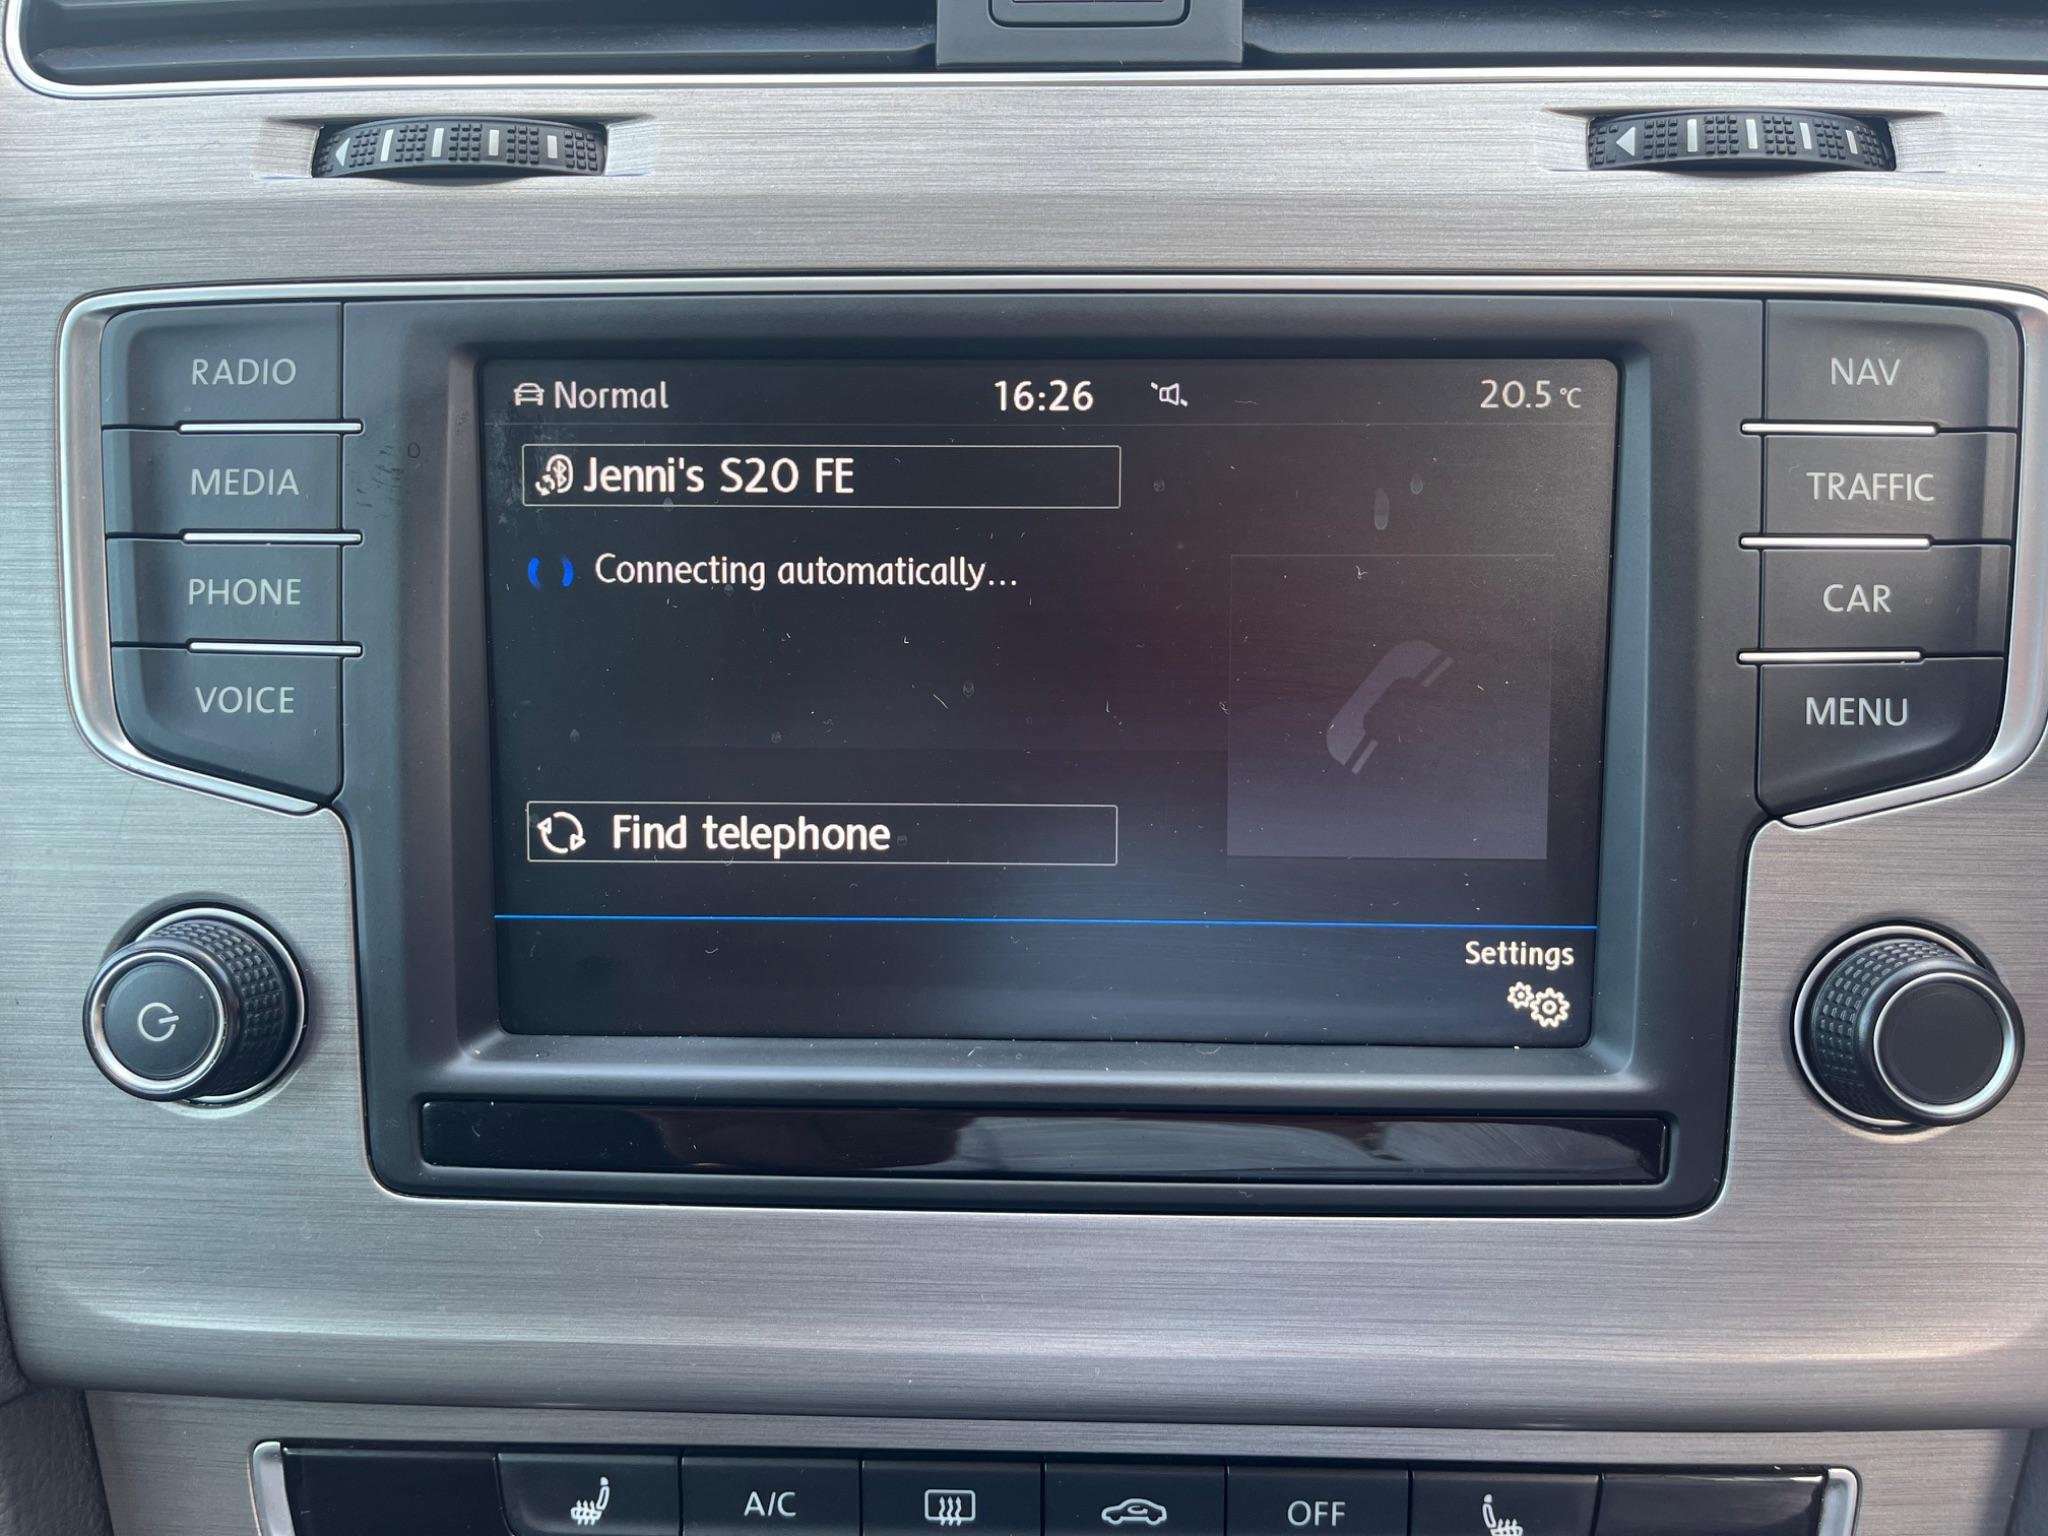 RADIO
MEDIA
PHONE
VOICE
Normal 16:26 20.5 °C
Jenni's S20 FE
Connecting automatically...
Find telephone
Settings
NAV
TRAFFIC
CAR
MENU
A/C
OFF